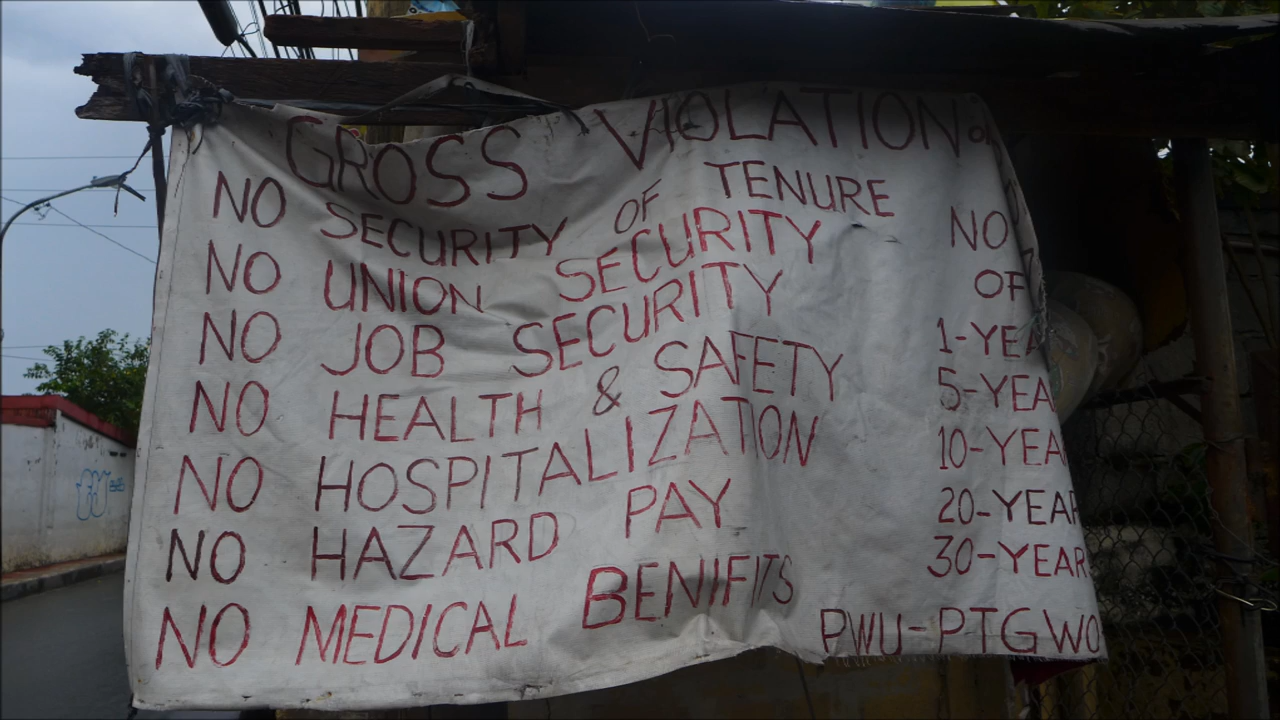 GROSS VIOLATION
NO SECURITY OF TENURE
NO UNION SECURITY
NO JOB SECURITY
NO HEALTH & SAFETY
NO HOSPITALIZATION
NO HAZARD PAY
NO MEDICAL BENIFITS
NO
OF
1-YEA
5-YEA
10-YEA
20-YEAR
30-YEAR
PWU-PTGWO